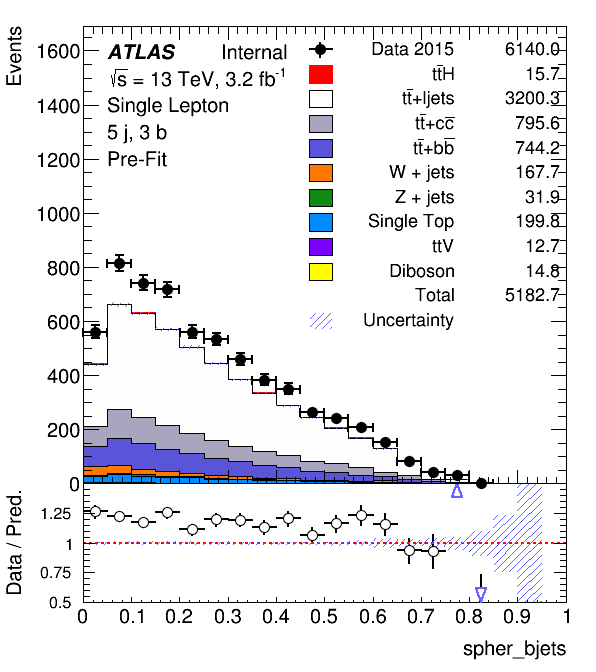 Events
1600
1400
1200
1000
800
600
400
200
0
ATLAS Internal
√s = 13 TeV, 3.2 fb⁻¹
Single Lepton
5 j, 3 b
Pre-Fit
Data 2015 6140.0
tt̄H 15.7
tt̄+ljets 3200.3
tt̄+cc̄ 795.6
tt̄+bb̄ 744.2
W + jets 167.7
Z + jets 31.9
Single Top 199.8
ttV 12.7
Diboson 14.8
Total 5182.7
Uncertainty
Data / Pred.
1.25
1
0.75
0.5
0 0.1 0.2 0.3 0.4 0.5 0.6 0.7 0.8 0.9 1
spher_bjets